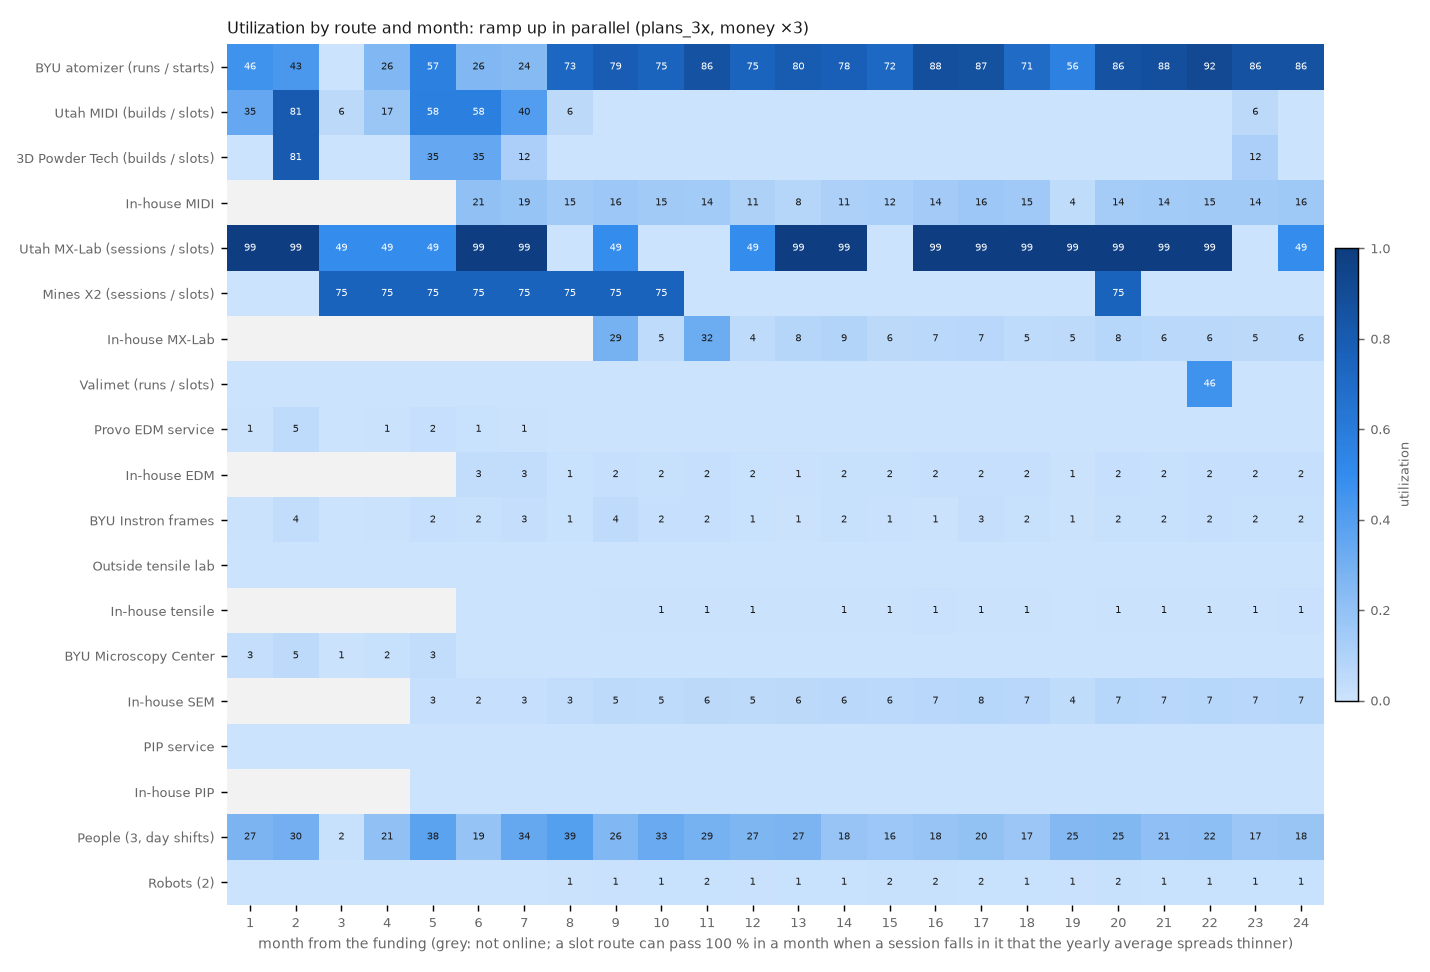 Utilization by route and month: ramp up in parallel (plans_3x, money ×3)
BYU atomizer (runs / starts) 46 43 26 57 26 24 73 79 75 86 75 80 78 72 88 87 71 56 86 88 92 86 86
Utah MIDI (builds / slots) 35 81 6 17 58 58 40 6 6
3D Powder Tech (builds / slots) 81 35 35 12 12
In-house MIDI 21 19 15 16 15 14 11 8 11 12 14 16 15 4 14 14 15 14 16
Utah MX-Lab (sessions / slots) 99 99 49 49 49 99 99 49 49 99 99 99 99 99 99 99 99 99 49
Mines X2 (sessions / slots) 75 75 75 75 75 75 75 75 75
In-house MX-Lab 29 5 32 4 8 9 6 7 7 5 5 8 6 6 5 6
Valimet (runs / slots) 46
Provo EDM service 1 5 1 2 1 1
In-house EDM 3 3 1 2 2 2 2 1 2 2 2 2 2 1 2 2 2 2 2
BYU Instron frames 4 2 2 3 1 4 2 2 1 1 2 1 1 3 2 1 2 2 2 2 2
Outside tensile lab
In-house tensile 1 1 1 1 1 1 1 1 1 1 1 1 1
BYU Microscopy Center 3 5 1 2 3
In-house SEM 3 2 3 3 5 5 6 5 6 6 6 7 8 7 4 7 7 7 7 7
PIP service
In-house PIP
People (3, day shifts) 27 30 2 21 38 19 34 39 26 33 29 27 27 18 16 18 20 17 25 25 21 22 17 18
Robots (2) 1 1 1 2 1 1 1 2 2 2 1 1 2 1 1 1 1
1 2 3 4 5 6 7 8 9 10 11 12 13 14 15 16 17 18 19 20 21 22 23 24
month from the funding (grey: not online; a slot route can pass 100 % in a month when a session falls in it that the yearly average spreads thinner)
1.0
0.8
0.6
0.4
0.2
0.0
utilization